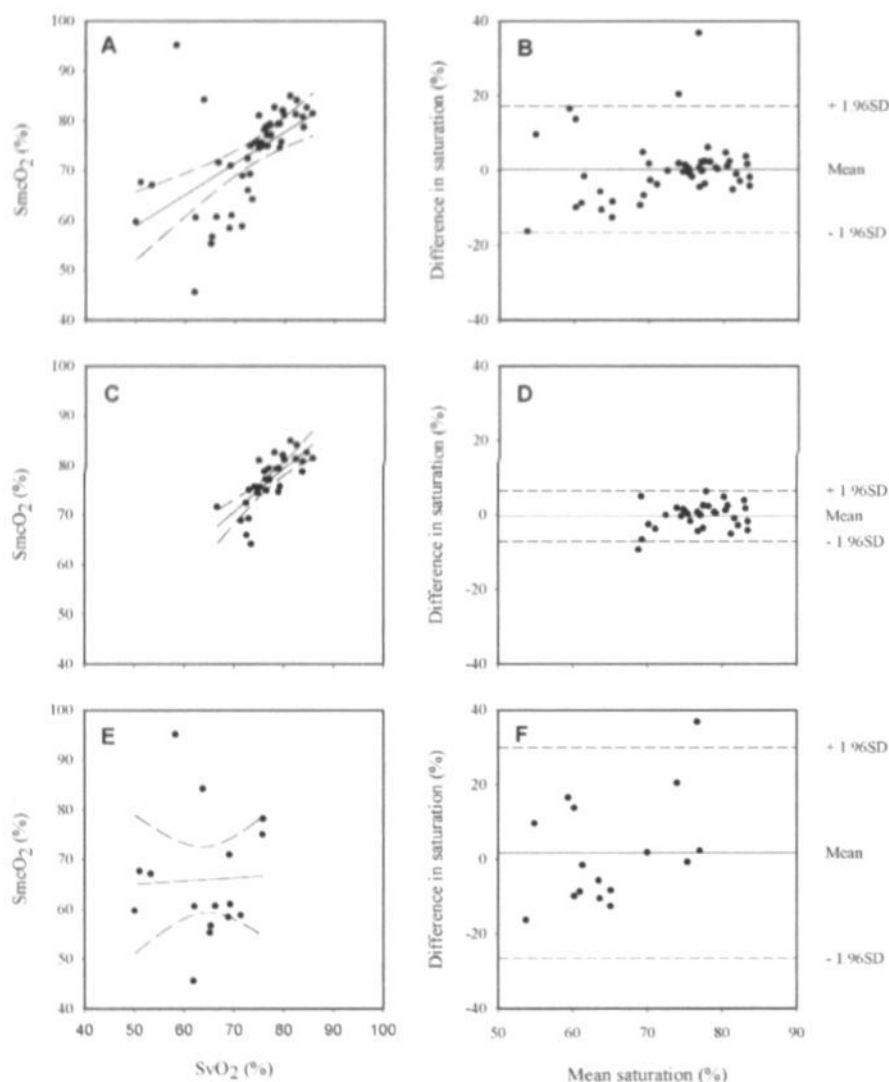 A
SmcO2 (%)
100
90
80
70
60
50
40
B
Difference in saturation (%)
40
20
0
-20
-40
+ 1 96SD
Mean
- 1 96SD
C
SmcO2 (%)
100
90
80
70
60
50
40
D
Difference in saturation (%)
40
20
0
-20
-40
+ 1 96SD
Mean
- 1 96SD
E
SmcO2 (%)
100
90
80
70
60
50
40
40 50 60 70 80 90 100
SvO2 (%)
F
Difference in saturation (%)
40
30
20
0
-20
-40
+ 1 96SD
Mean
- 1 96SD
50 60 70 80 90
Mean saturation (%)